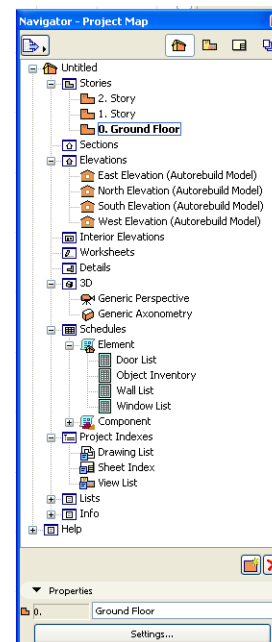 Navigator - Project Map
Untitled
Stories
2. Story
1. Story
0. Ground Floor
Sections
Elevations
East Elevation (Autorebuild Model)
North Elevation (Autorebuild Model)
South Elevation (Autorebuild Model)
West Elevation (Autorebuild Model)
Interior Elevations
Worksheets
Details
3D
Generic Perspective
Generic Axonometry
Schedules
Element
Door List
Object Inventory
Wall List
Window List
Component
Project Indexes
Drawing List
Sheet Index
View List
Lists
Info
Help
Properties
0. Ground Floor
Settings...